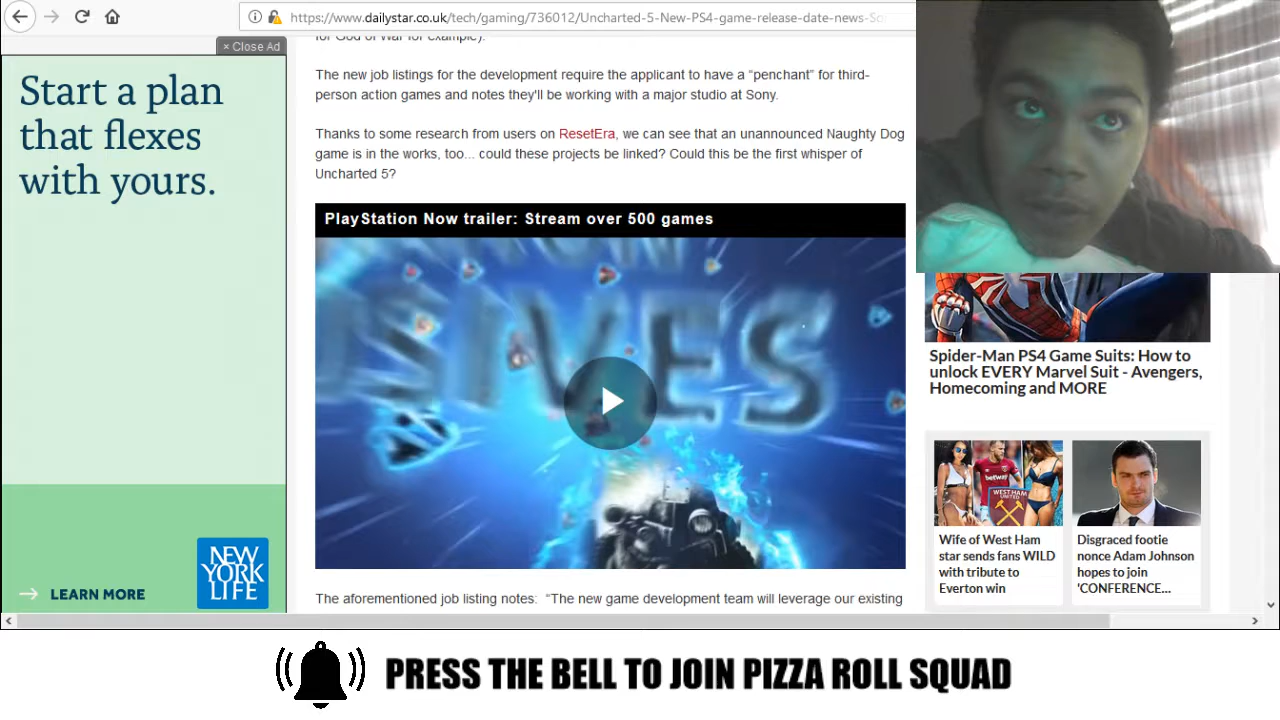 https://www.dailystar.co.uk/tech/gaming/736012/Uncharted-5-New-PS4-game-release-date-news-So
× Close Ad
for God of War for example).
Start a plan
that flexes
with yours.
NEW
YORK
LIFE
LEARN MORE
The new job listings for the development require the applicant to have a “penchant” for third-
person action games and notes they'll be working with a major studio at Sony.
Thanks to some research from users on ResetEra, we can see that an unannounced Naughty Dog
game is in the works, too... could these projects be linked? Could this be the first whisper of
Uncharted 5?
PlayStation Now trailer: Stream over 500 games
IVES
The aforementioned job listing notes: “The new game development team will leverage our existing
Spider-Man PS4 Game Suits: How to
unlock EVERY Marvel Suit - Avengers,
Homecoming and MORE
betway
WEST HAM
UNITED
Wife of West Ham
star sends fans WILD
with tribute to
Everton win
Disgraced footie
nonce Adam Johnson
hopes to join
'CONFERENCE...
PRESS THE BELL TO JOIN PIZZA ROLL SQUAD